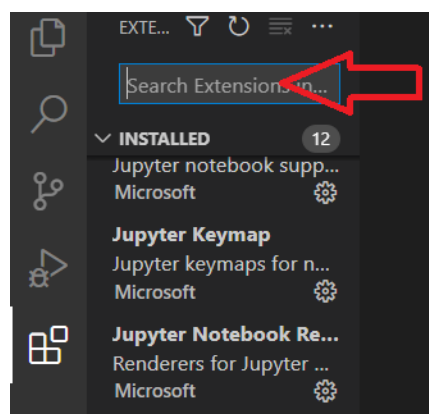 EXTE...
Search Extensions in...
INSTALLED 12
Jupyter notebook supp...
Microsoft
Jupyter Keymap
Jupyter keymaps for n...
Microsoft
Jupyter Notebook Re...
Renderers for Jupyter ...
Microsoft